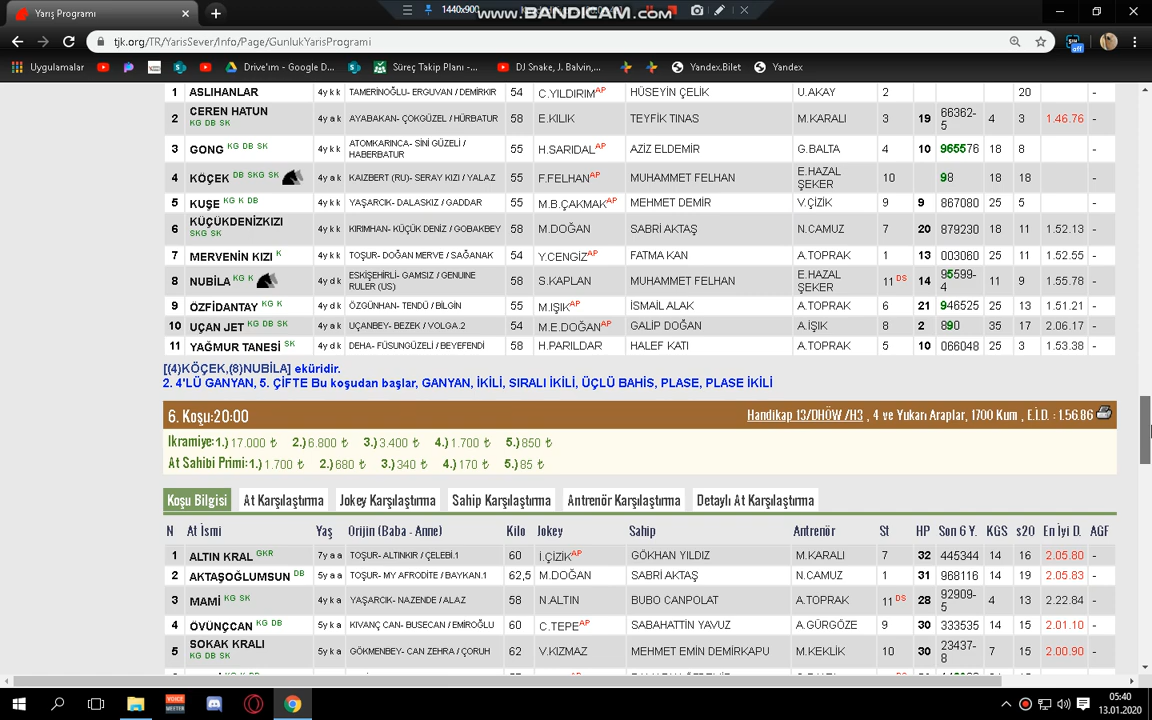 Yarış Programı
1440x900
www.BANDICAM.com
tjk.org/TR/YarisSever/Info/Page/GunlukYarisProgrami
Uygulamalar Drive'ım - Google D... Süreç Takip Planı -... DJ Snake, J. Balvin,... Yandex.Bilet Yandex
1 ASLIHANLAR 4y k k TAMERİNOĞLU- ERGUVAN / DEMİRKIR 54 C.YILDIRIM AP HÜSEYİN ÇELİK U.AKAY 2 20 -
2 CEREN HATUN KG DB SK 4y a k AYABAKAN- ÇOKGÜZEL / HÜRBATUR 58 E.KILIK TEYFİK TINAS M.KARALI 3 19 66362-5 4 3 1.46.76 -
3 GONG KG DB SK 4y k k ATOMKARINCA- SİNİ GÜZELİ / HABERBATUR 55 H.SARIDAL AP AZİZ ELDEMİR G.BALTA 4 10 965576 18 8 -
4 KÖÇEK DB SKG SK 4y a k KAIZBERT (RU)- SERAY KIZI / YALAZ 55 F.FELHAN AP MUHAMMET FELHAN E.HAZAL ŞEKER 10 98 18 18 -
5 KUŞE KG K DB 4y k k YAŞARCIK- DALASKIZ / GADDAR 55 M.B.ÇAKMAK AP MEHMET DEMİR V.ÇİZİK 9 9 867080 25 5 -
6 KÜÇÜKDENİZKIZI SKG SK 4y a k KIRIMHAN- KÜÇÜK DENİZ / GOBAKBEY 58 M.DOĞAN SABRİ AKTAŞ N.CAMUZ 7 20 879230 18 11 1.52.13 -
7 MERVENİN KIZI K 4y k k TOŞUR- DOĞAN MERVE / SAĞANAK 54 Y.CENGİZ AP FATMA KAN A.TOPRAK 1 13 003060 25 11 1.52.55 -
8 NUBİLA KG K 4y d k ESKİŞEHİRLİ- GAMSIZ / GENUINE RULER (US) 58 S.KAPLAN MUHAMMET FELHAN E.HAZAL ŞEKER 11 DS 14 95599-4 11 9 1.55.78 -
9 ÖZFİDANTAY KG K 4y d k ÖZGÜNHAN- TENDÜ / BİLGİN 55 M.IŞIK AP İSMAİL ALAK A.TOPRAK 6 21 946525 25 13 1.51.21 -
10 UÇAN JET KG DB SK 4y a k UÇANBEY- BEZEK / VOLGA.2 54 M.E.DOĞAN AP GALİP DOĞAN A.IŞIK 8 2 890 35 17 2.06.17 -
11 YAĞMUR TANESİ SK 4y d k DEHA- FÜSUNGÜZELİ / BEYEFENDİ 58 H.PARILDAR HALEF KATI A.TOPRAK 5 10 066048 25 3 1.53.38 -
[(4)KÖÇEK,(8)NUBİLA] eküridir.
2. 4'LÜ GANYAN, 5. ÇİFTE Bu koşudan başlar, GANYAN, İKİLİ, SIRALI İKİLİ, ÜÇLÜ BAHİS, PLASE, PLASE İKİLİ
6. Koşu:20:00 Handikap 13/DHÖW /H3 , 4 ve Yukarı Araplar, 1700 Kum , E.İ.D. : 1.56.86
İkramiye:1.) 17.000 ₺ 2.) 6.800 ₺ 3.) 3.400 ₺ 4.) 1.700 ₺ 5.) 850 ₺
At Sahibi Primi:1.) 1.700 ₺ 2.) 680 ₺ 3.) 340 ₺ 4.) 170 ₺ 5.) 85 ₺
Koşu Bilgisi At Karşılaştırma Jokey Karşılaştırma Sahip Karşılaştırma Antrenör Karşılaştırma Detaylı At Karşılaştırma
N At İsmi Yaş Orijin (Baba - Anne) Kilo Jokey Sahip Antrenör St HP Son 6 Y. KGS s20 En İyi D. AGF
1 ALTIN KRAL GKR 7y a a TOŞUR- ALTINKIR / ÇELEBİ.1 60 İ.ÇİZİK AP GÖKHAN YILDIZ M.KARALI 7 32 445344 14 16 2.05.80 -
2 AKTAŞOĞLUMSUN DB 5y a a TOŞUR- MY AFRODİTE / BAYKAN.1 62,5 M.DOĞAN SABRİ AKTAŞ N.CAMUZ 1 31 968116 14 19 2.05.83 -
3 MAMİ KG SK 4y k a YAŞARCIK- NAZENDE / ALAZ 58 N.ALTIN BUBO CANPOLAT A.TOPRAK 11 DS 28 92909-5 4 13 2.22.84 -
4 ÖVÜNÇCAN KG DB 5y k a KIVANÇ CAN- BUSECAN / EMİROĞLU 60 C.TEPE AP SABAHATTİN YAVUZ A.GÜRGÖZE 9 30 333535 14 15 2.01.10 -
5 SOKAK KRALI KG DB SK 5y k a GÖKMENBEY- CAN ZEHRA / ÇORUH 62 V.KIZMAZ MEHMET EMİN DEMİRKAPU M.KEKLİK 10 30 23437-8 7 15 2.00.90 -
05:40
13.01.2020